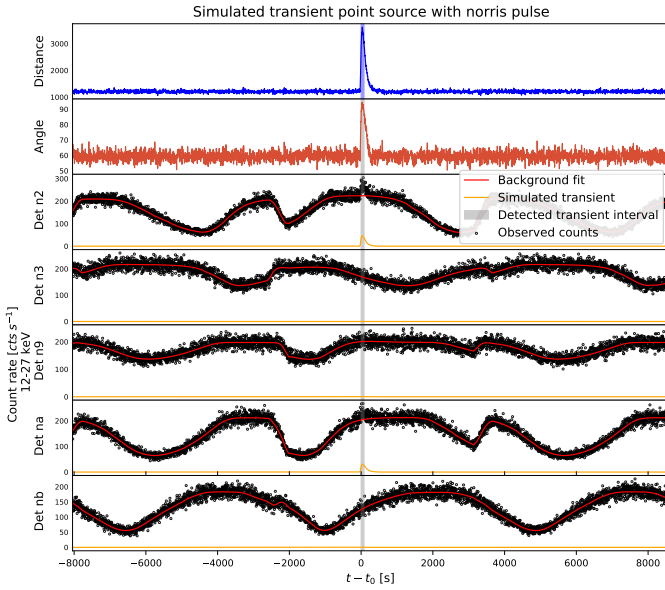 Simulated transient point source with norris pulse
Distance
3000
2000
1000
Angle
90
80
70
60
50
Det n2
300
200
100
0
Background fit
Simulated transient
Detected transient interval
Observed counts
Det n3
200
100
0
Count rate [cts s⁻¹]
12-27 keV
Det n9
200
100
0
Det na
200
100
0
Det nb
200
150
100
50
0
−8000 −6000 −4000 −2000 0 2000 4000 6000 8000
t − t₀ [s]